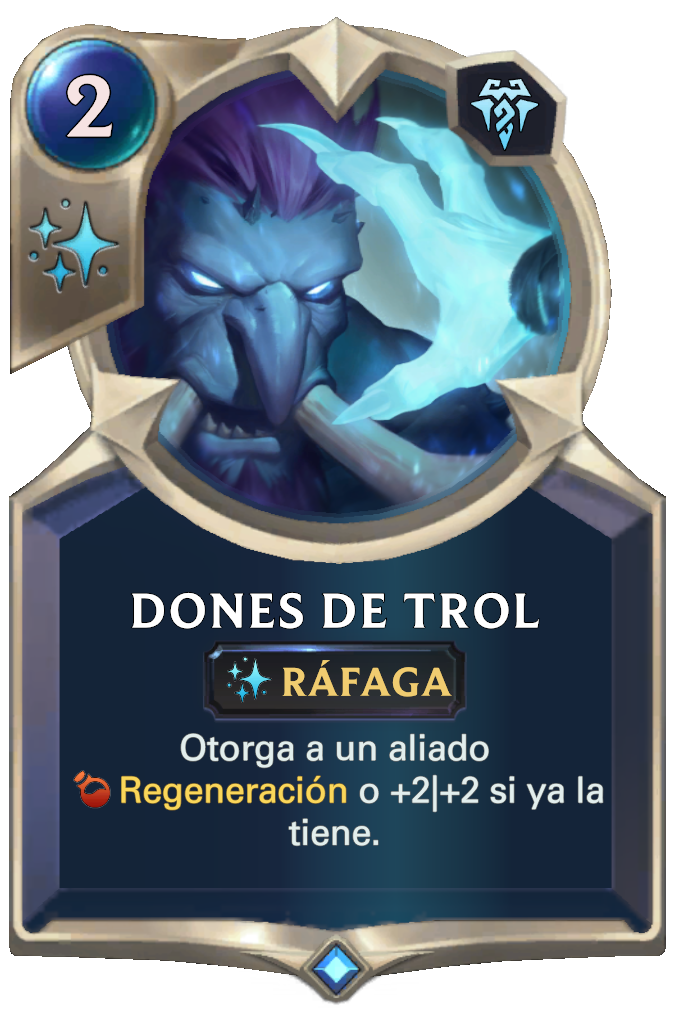 2
DONES DE TROL
RÁFAGA
Otorga a un aliado
Regeneración o +2|+2 si ya la
tiene.